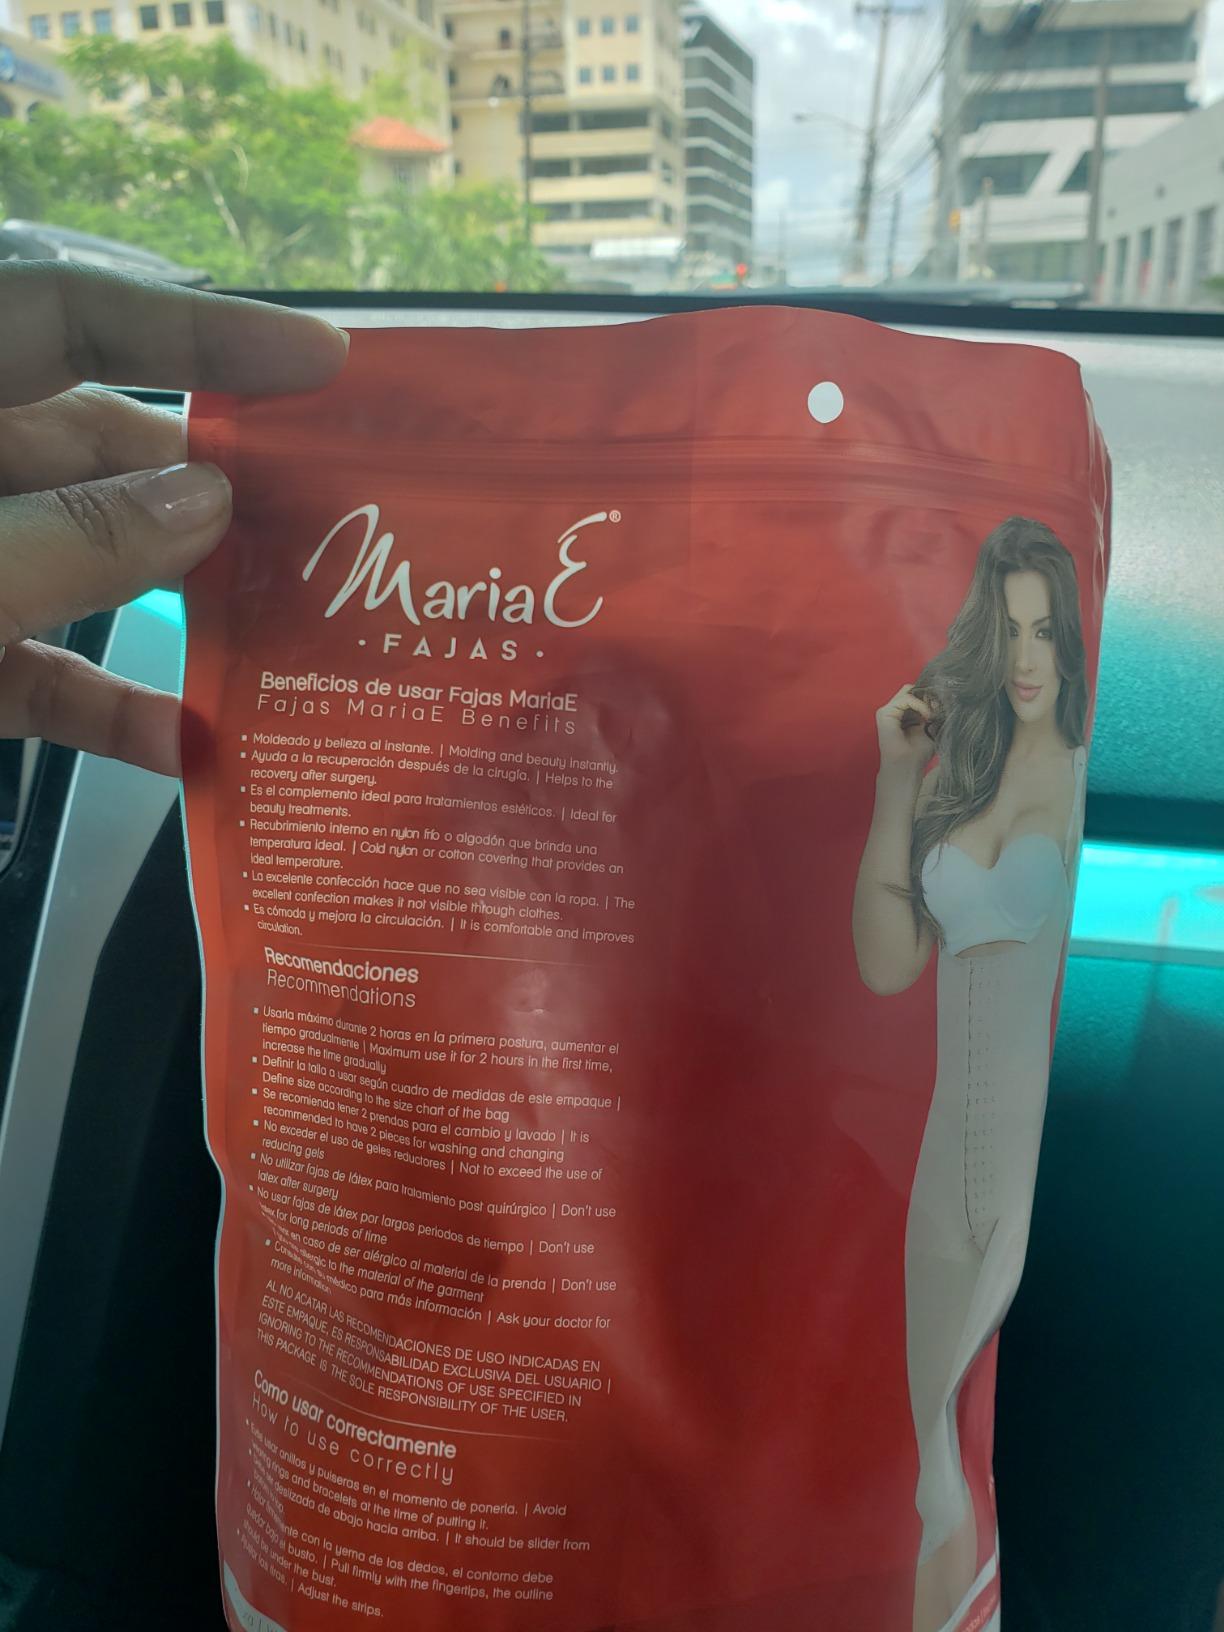 MariaE®
• FAJAS •
Beneficios de usar Fajas MariaE
Fajas MariaE Benefits
▪ Moldeado y belleza al instante. | Molding and beauty instantly.
▪ Ayuda a la recuperación después de la cirugía. | Helps to the
recovery after surgery.
▪ Es el complemento ideal para tratamientos estéticos. | Ideal for
beauty treatments.
▪ Recubrimiento interno en nylon frío o algodón que brinda una
temperatura ideal. | Cold nylon or cotton covering that provides an
ideal temperature.
▪ La excelente confección hace que no sea visible con la ropa. | The
excellent confection makes it not visible through clothes.
▪ Es cómoda y mejora la circulación. | It is comfortable and improves
circulation.
Recomendaciones
Recommendations
▪ Usarla máximo durante 2 horas en la primera postura, aumentar el
tiempo gradualmente | Maximum use it for 2 hours in the first time,
increase the time gradually
▪ Definir la talla a usar según cuadro de medidas de este empaque |
Define size according to the size chart of the bag
▪ Se recomienda tener 2 prendas para el cambio y lavado | It is
recommended to have 2 pieces for washing and changing
▪ No exceder el uso de geles reductores | Not to exceed the use of
reducing gels
▪ No utilizar fajas de látex para tratamiento post quirúrgico | Don't use
latex after surgery
▪ No usar fajas de látex por largos periodos de tiempo | Don't use
for long periods of time
en caso de ser alérgico al material de la prenda | Don't use
allergic to the material of the garment
▪ médico para más información | Ask your doctor for
more information
AL NO ACATAR LAS RECOMENDACIONES DE USO INDICADAS EN
ESTE EMPAQUE, ES RESPONSABILIDAD EXCLUSIVA DEL USUARIO |
IGNORING TO THE RECOMMENDATIONS OF USE SPECIFIED IN
THIS PACKAGE IS THE SOLE RESPONSIBILITY OF THE USER.
Como usar correctamente
How to use correctly
usar anillos y pulseras en el momento de ponerla. | Avoid
rings and bracelets at the time of putting it.
deslizada de abajo hacia arriba. | It should be slider from
firmemente con la yema de los dedos, el contorno debe
quedar bajo el busto. | Pull firmly with the fingertips, the outline
should be under the bust.
▪ Ajustar las tiras. | Adjust the strips.